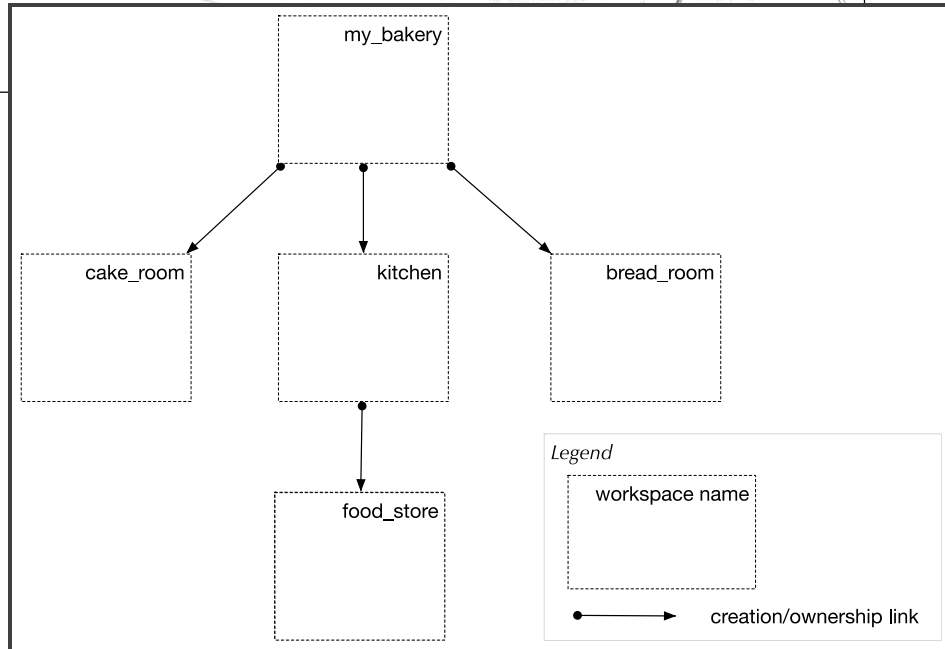 my_bakery
cake_room
kitchen
bread_room
food_store
Legend
workspace name
creation/ownership link